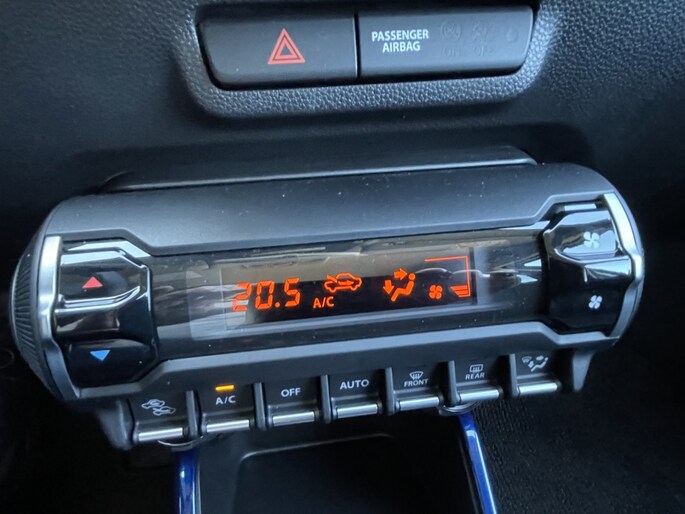 PASSENGER
AIRBAG
20.5
A/C
A/C
OFF
AUTO
FRONT
REAR